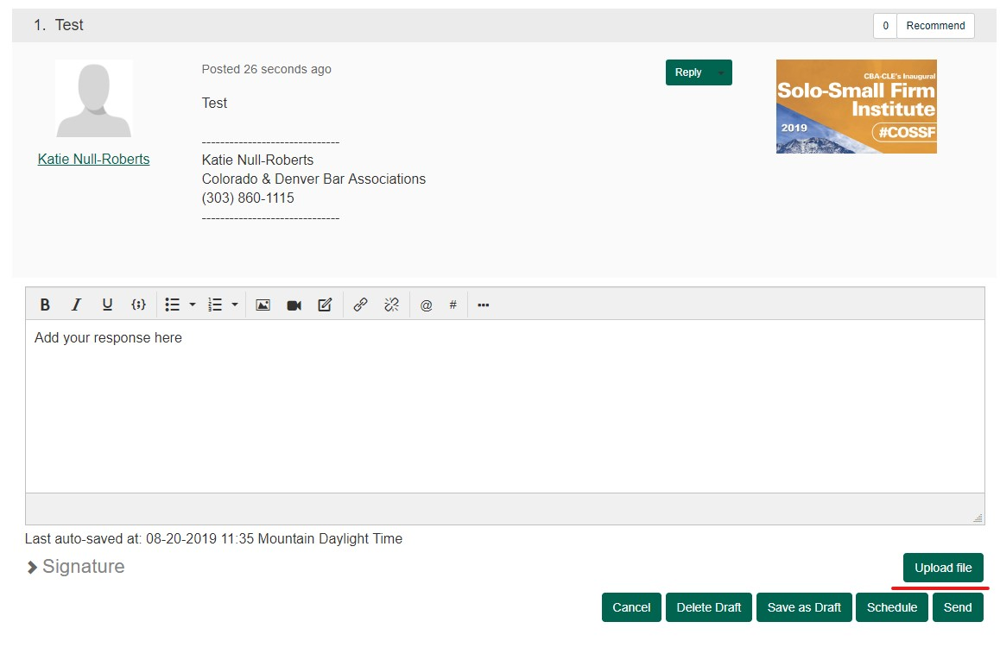 1. Test
0 Recommend
Posted 26 seconds ago
Reply
Test
------------------------------
Katie Null-Roberts
Katie Null-Roberts
Colorado & Denver Bar Associations
(303) 860-1115
------------------------------
CBA-CLE's Inaugural
Solo-Small Firm
Institute
2019
#COSSF
B I U {;} @ # •••
Add your response here
Last auto-saved at: 08-20-2019 11:35 Mountain Daylight Time
Signature
Upload file
Cancel Delete Draft Save as Draft Schedule Send